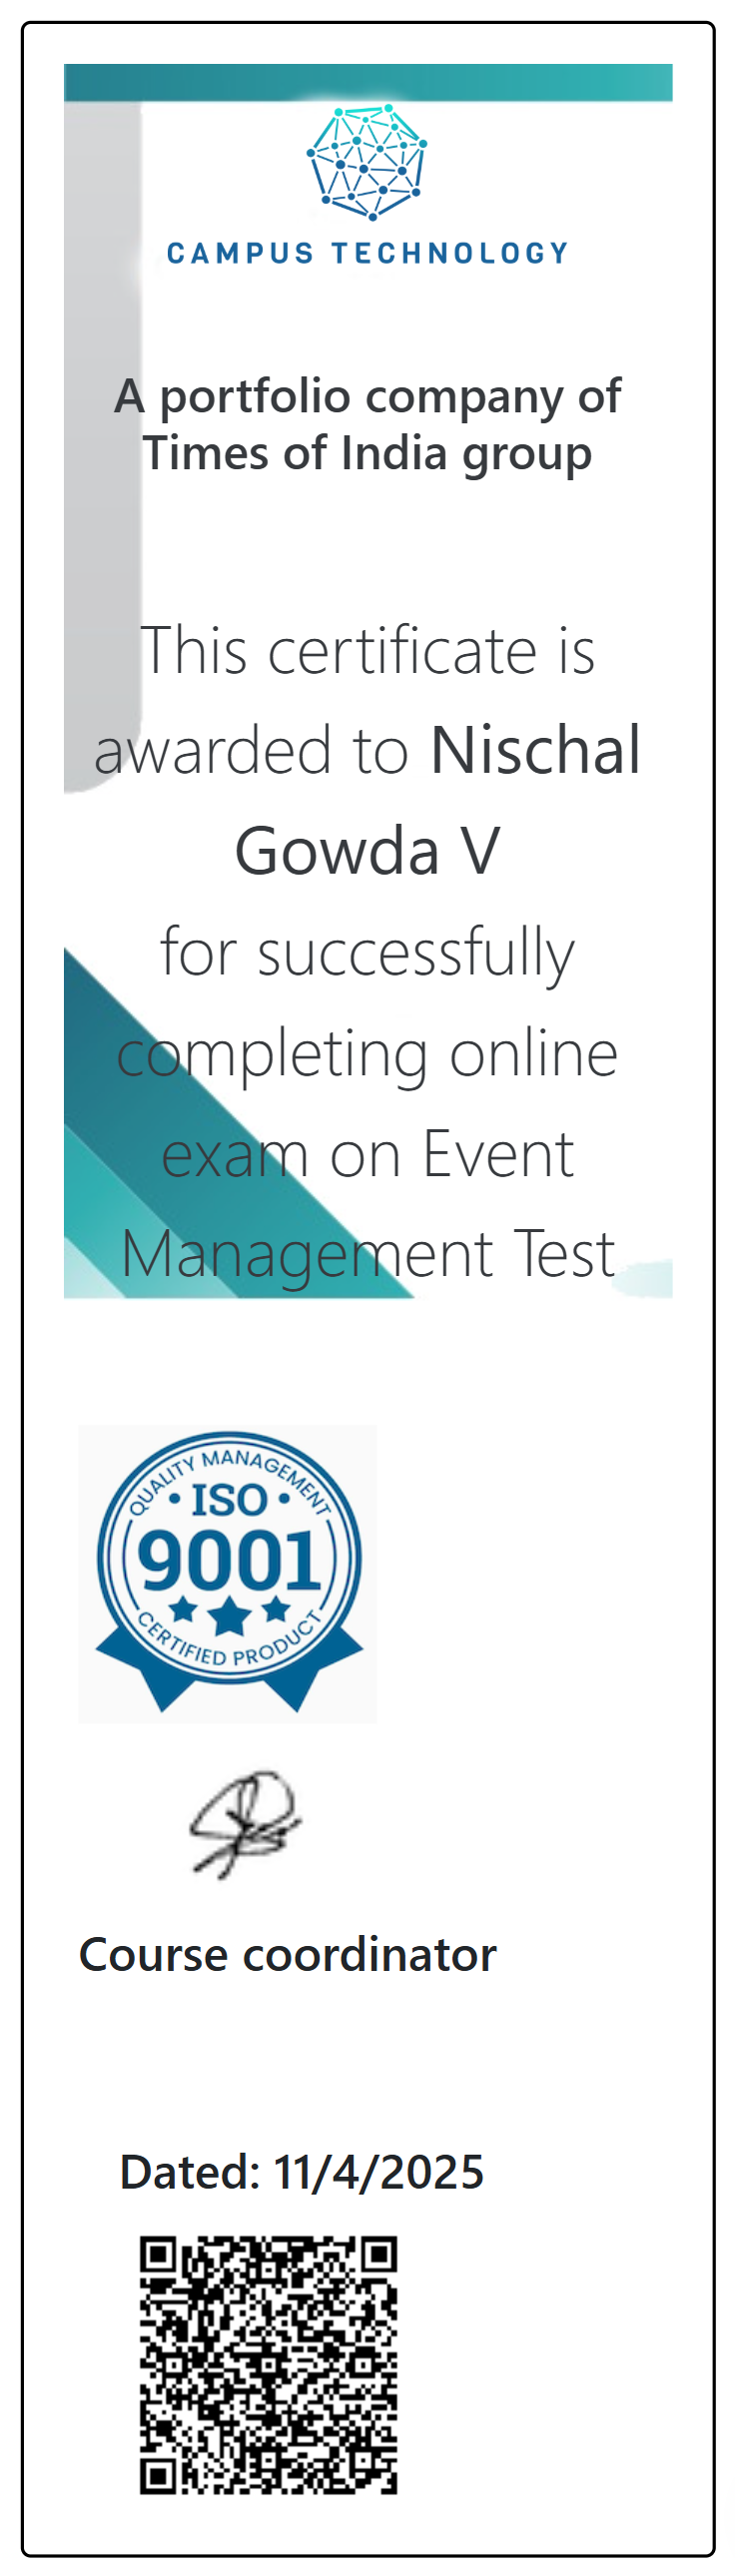 CAMPUS TECHNOLOGY
A portfolio company of
Times of India group
This certificate is
awarded to Nischal
Gowda V
for successfully
completing online
exam on Event
Management Test
QUALITY MANAGEMENT
ISO
9001
CERTIFIED PRODUCT
Course coordinator
Dated: 11/4/2025